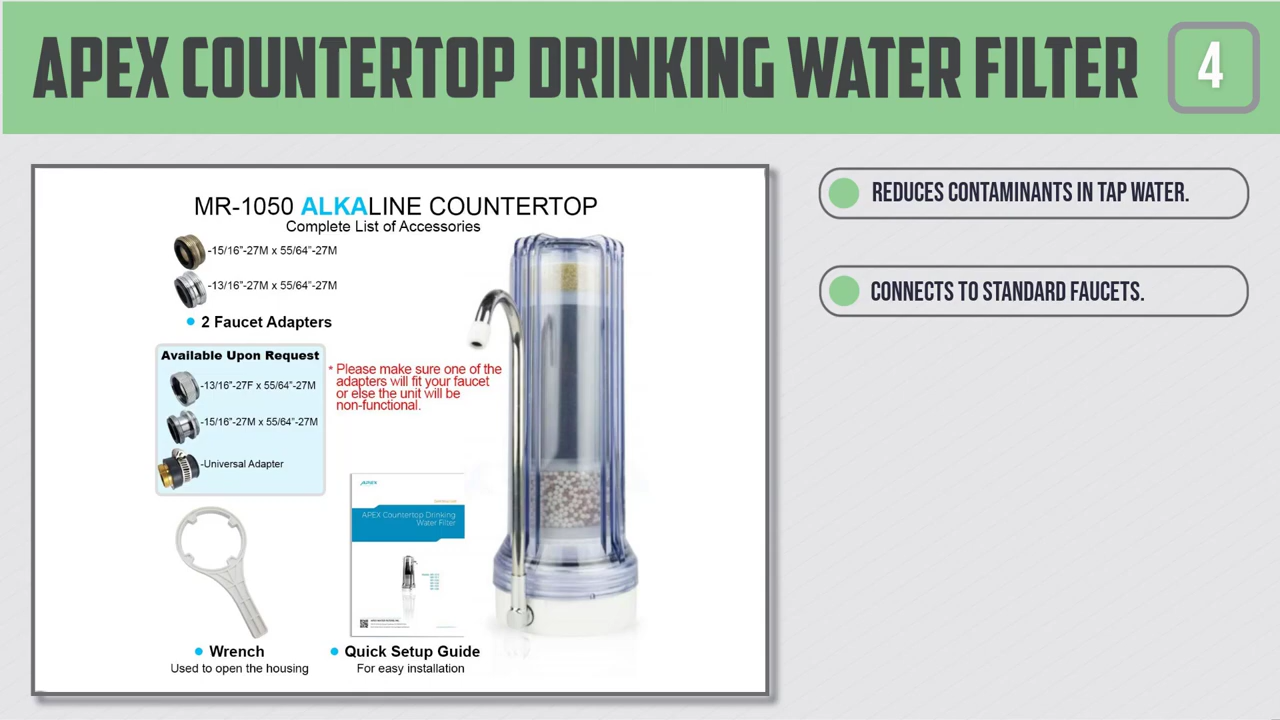 APEX COUNTERTOP DRINKING WATER FILTER
4
REDUCES CONTAMINANTS IN TAP WATER.
CONNECTS TO STANDARD FAUCETS.
MR-1050 ALKALINE COUNTERTOP
Complete List of Accessories
-15/16"-27M x 55/64"-27M
-13/16"-27M x 55/64"-27M
• 2 Faucet Adapters
Available Upon Request
-13/16"-27F x 55/64"-27M
-15/16"-27M x 55/64"-27M
-Universal Adapter
* Please make sure one of the
adapters will fit your faucet
or else the unit will be
non-functional.
APEX
APEX Countertop Drinking
Water Filter
• Wrench
Used to open the housing
• Quick Setup Guide
For easy installation